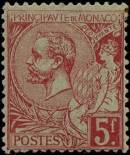 PRINCIPAUTÉ DE MONACO
POSTES
5F